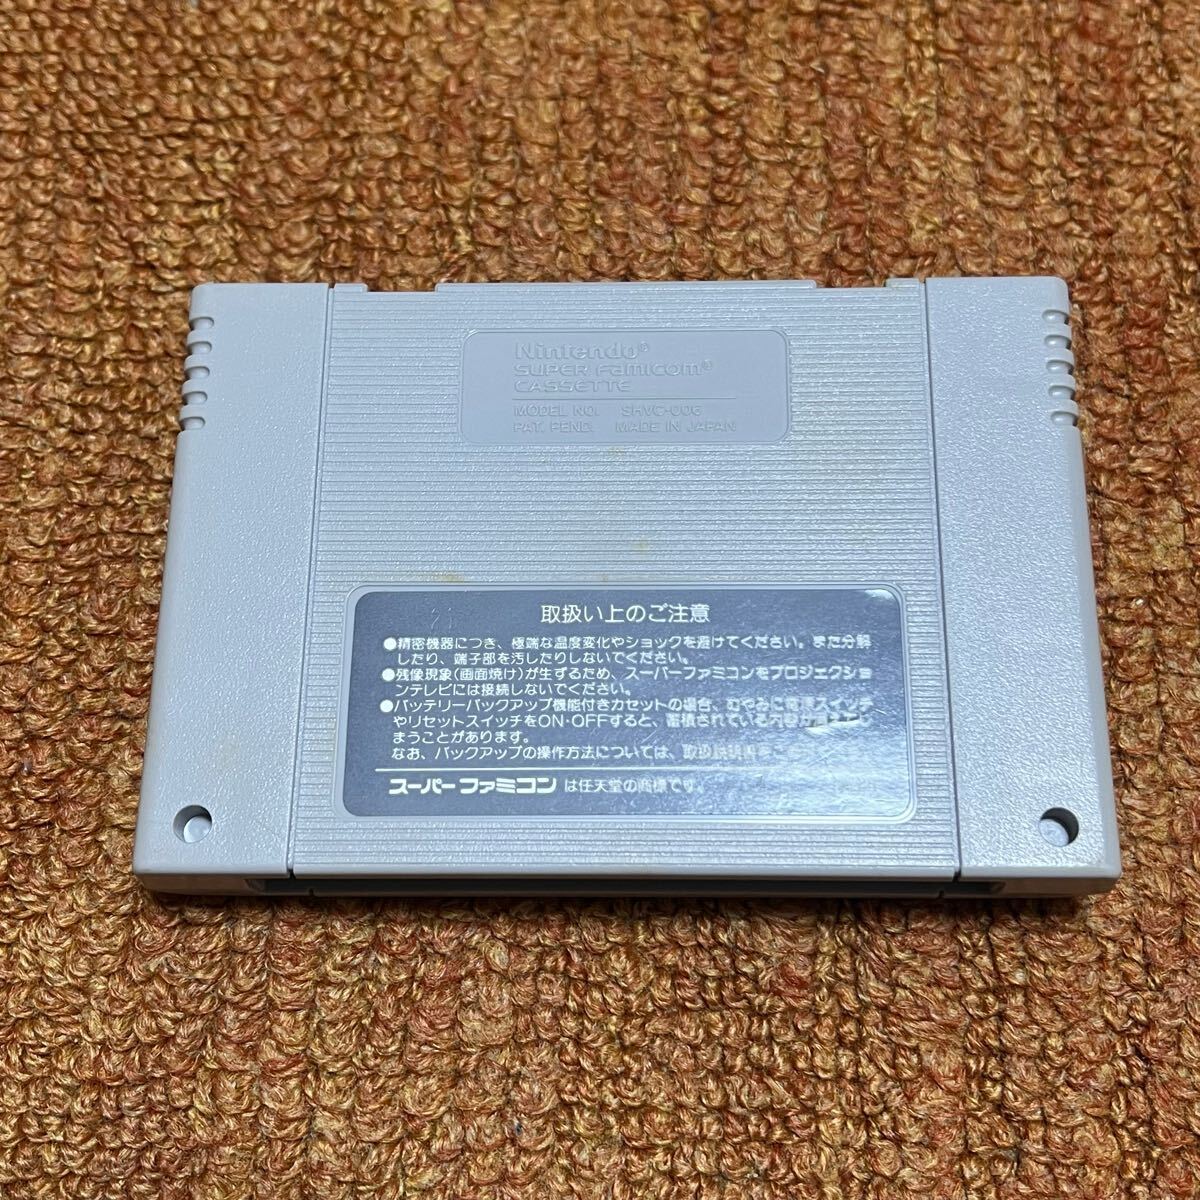 Nintendo®
SUPER FAMICOM®
CASSETTE
MODEL NO. SHVC-006
PAT. PEND. MADE IN JAPAN
取扱い上のご注意
●精密機器につき、極端な温度変化やショックを避けてください。また分解
したり、端子部を汚したりしないでください。
●残像現象(画面焼け)が生ずるため、スーパーファミコンをプロジェクショ
ンテレビには接続しないでください。
●バッテリーバックアップ機能付きカセットの場合、むやみに電源スイッチ
やリセットスイッチをON・OFFすると、蓄積されている内容が消えてし
まうことがあります。
なお、バックアップの操作方法については、取扱説明書をご
スーパーファミコンは任天堂の商標です。